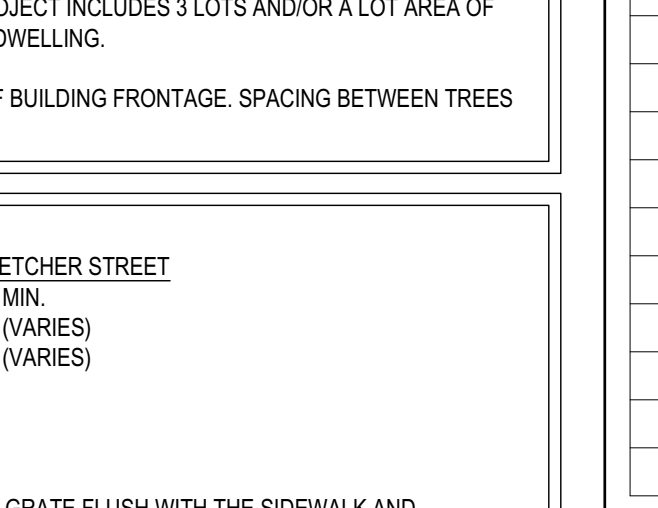 PROJECT INCLUDES 3 LOTS AND/OR A LOT AREA OF
DWELLING.
F BUILDING FRONTAGE. SPACING BETWEEN TREES
ETCHER STREET
MIN.
(VARIES)
(VARIES)
GRATE FLUSH WITH THE SIDEWALK AND